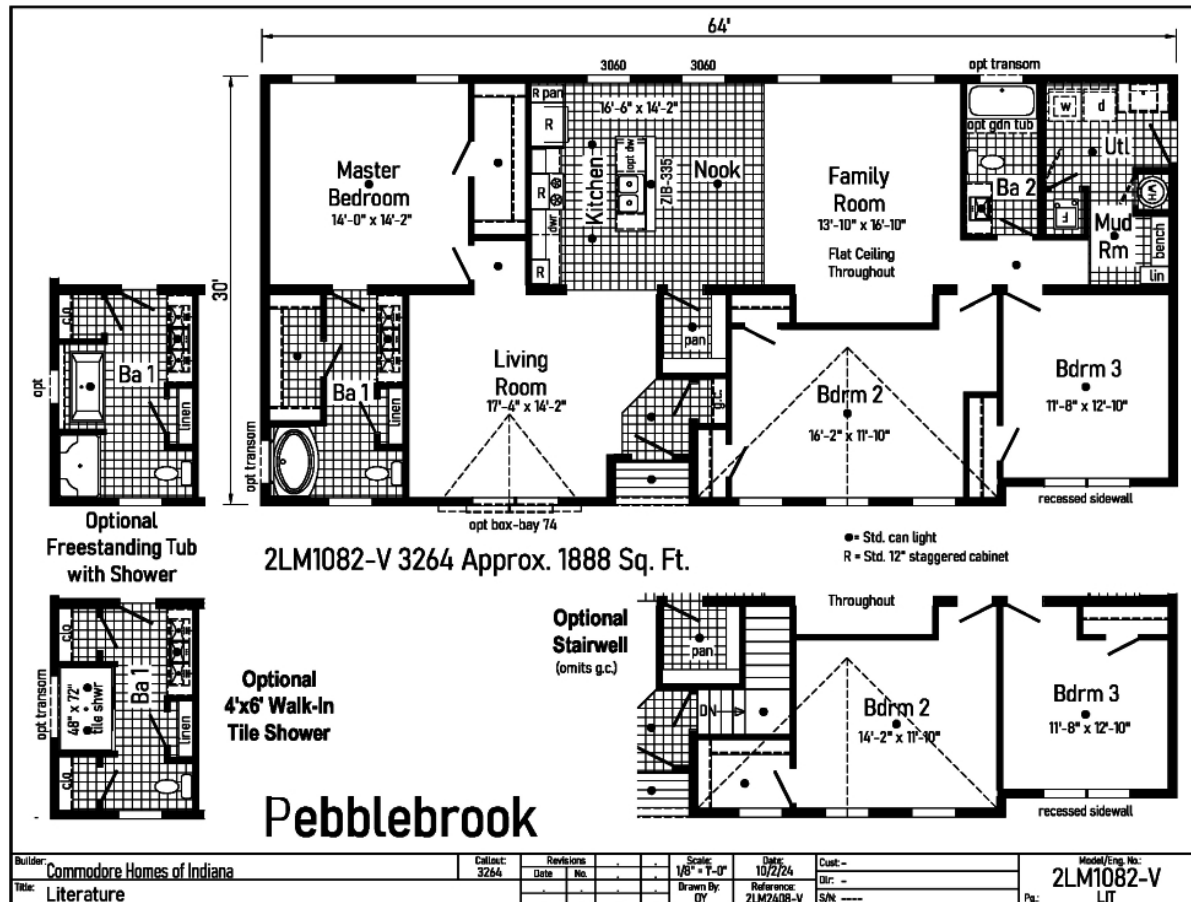 64'
3060
3060
opt transom
30'
R pan
R
16'-6" x 14'-2"
Kitchen
opt dw
ZIB-335
Nook
R
dwr
R
Master
Bedroom
14'-0" x 14'-2"
Family
Room
13'-10" x 16'-10"
Flat Ceiling
Throughout
opt gdn tub
Ba 2
w
d
Utl
WH
F
Mud
Rm
bench
lin
Ba 1
linen
opt transom
Living
Room
17'-4" x 14'-2"
opt box-bay 74
pan
g.c.
Bdrm 2
16'-2" x 11'-10"
Bdrm 3
11'-8" x 12'-10"
recessed sidewall
clo
opt
Ba 1
linen
Optional
Freestanding Tub
with Shower
2LM1082-V 3264 Approx. 1888 Sq. Ft.
●= Std. can light
R = Std. 12" staggered cabinet
clo
opt transom
48" x 72"
tile shwr
Ba 1
linen
clo
Optional
4'x6' Walk-In
Tile Shower
Optional
Stairwell
(omits g.c.)
Throughout
pan
DN
Bdrm 2
14'-2" x 11'-10"
Bdrm 3
11'-8" x 12'-10"
recessed sidewall
Pebblebrook
Builder: Commodore Homes of Indiana
Title: Literature
Callout:
3264
Revisions
Date No.
Scale:
1/8" = 1'-0"
Date:
10/2/24
Drawn By:
DY
Reference:
2LM2408-V
Cust: -
Dlr: -
S/N: ----
Model/Eng. No.:
2LM1082-V
Pg.: LIT